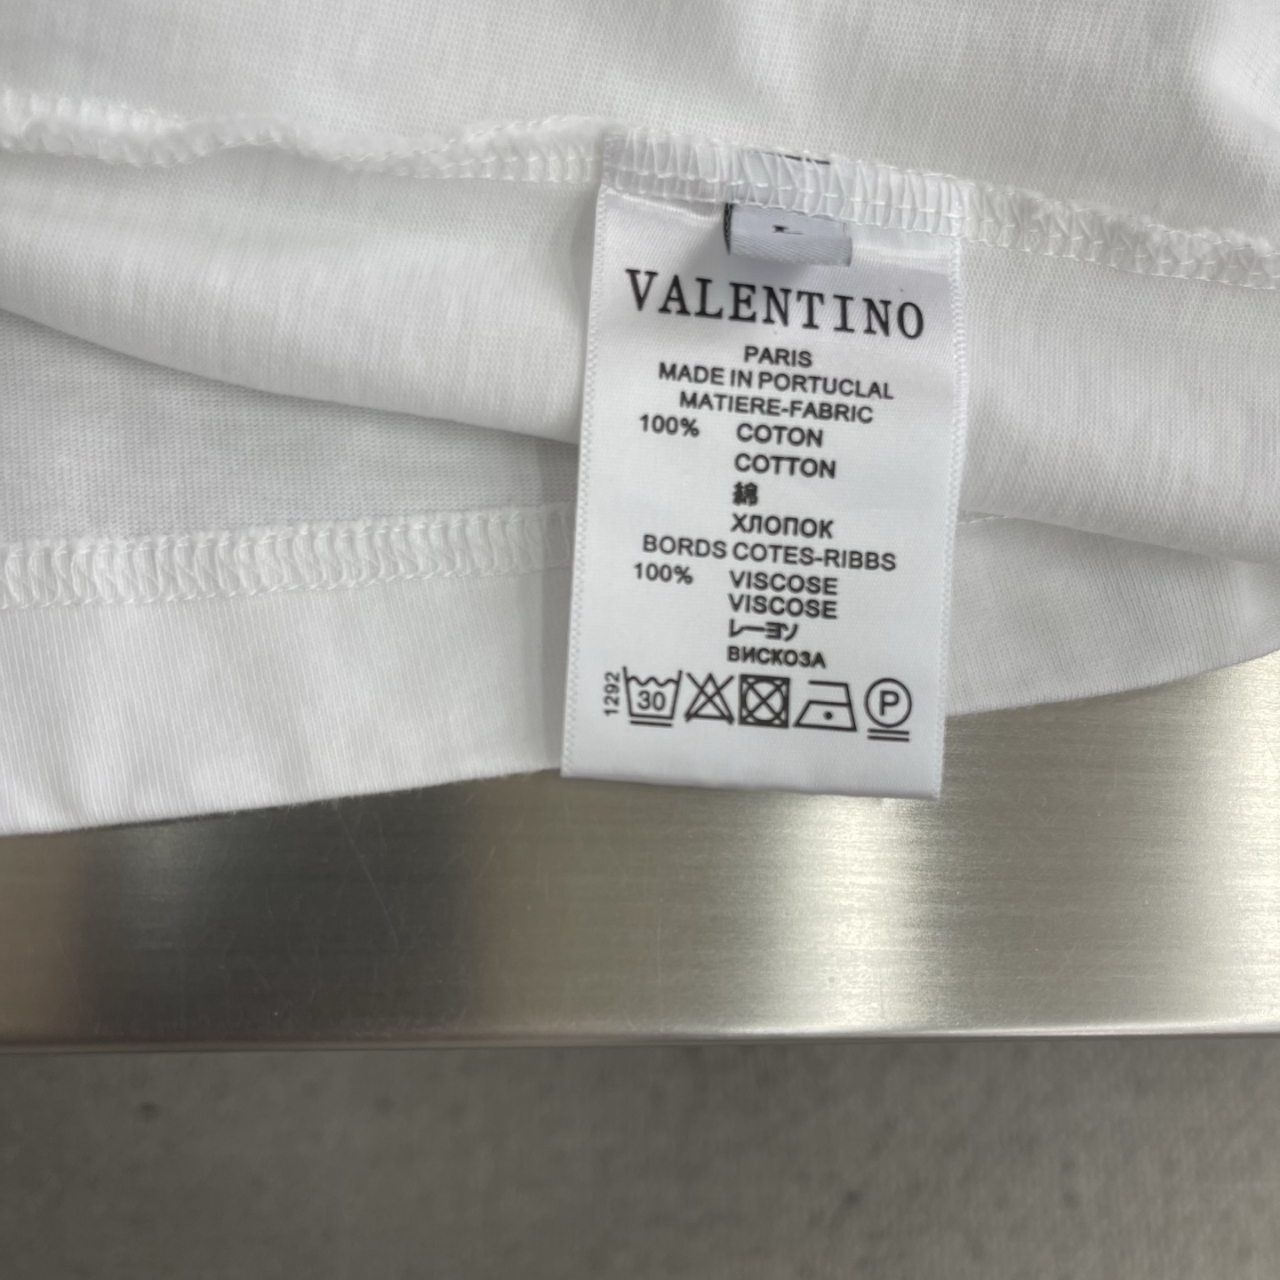 L
VALENTINO
PARIS
MADE IN PORTUCLAL
MATIERE-FABRIC
100% COTON
COTTON
綿
ХЛОПОК
BORDS COTES-RIBBS
100% VISCOSE
VISCOSE
レーヨン
ВИСКОЗА
1292 30 P